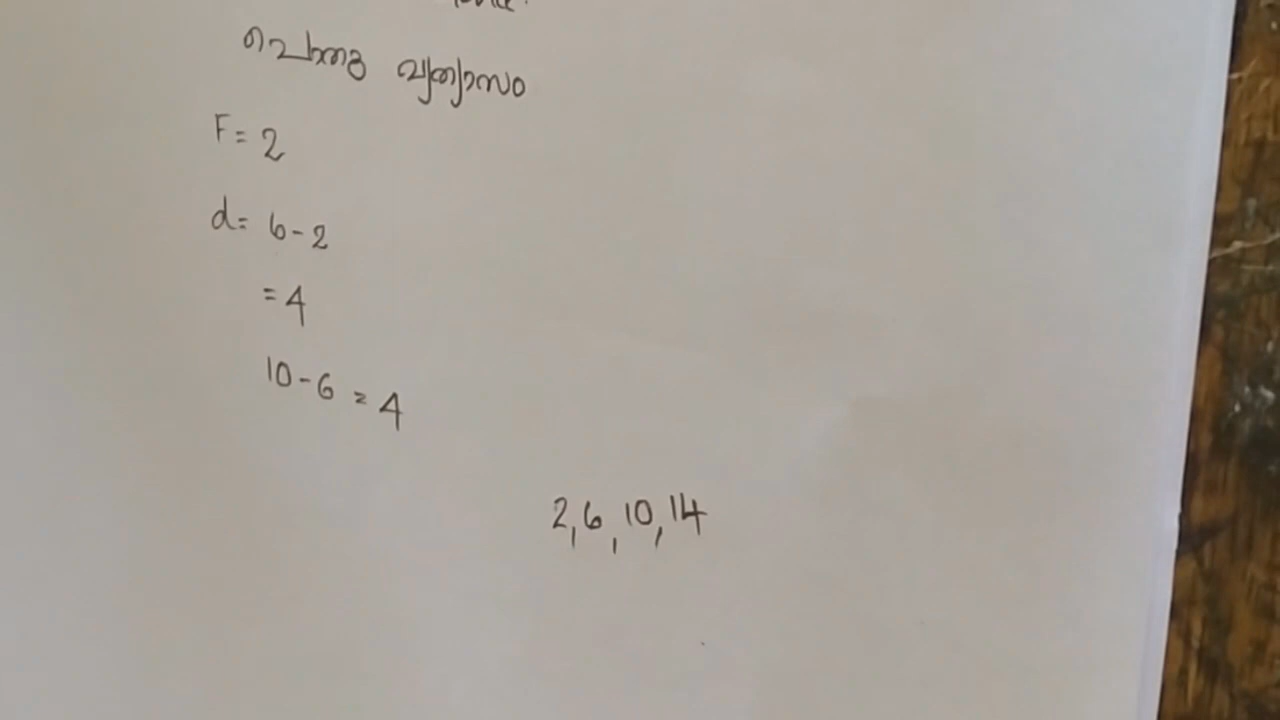 പൊതു വ്യത്യാസം
F= 2
d= 6-2
= 4
10-6 = 4
2,6,10,14